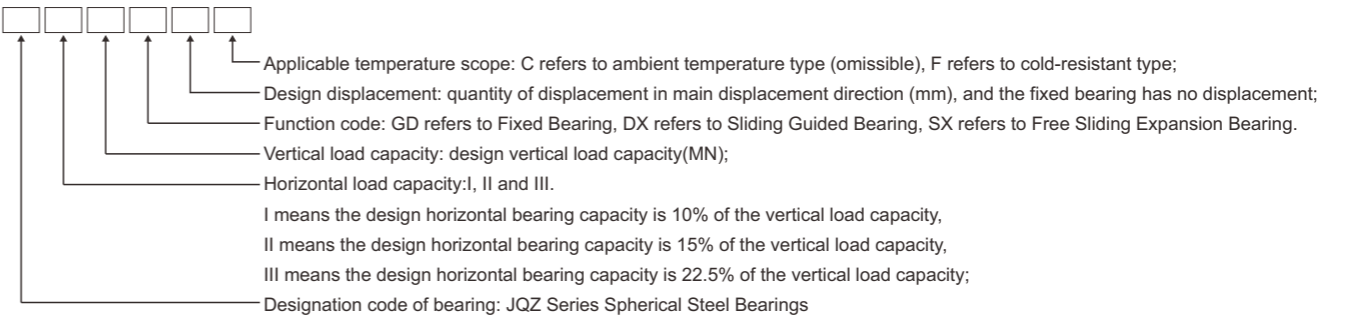 Applicable temperature scope: C refers to ambient temperature type (omissible), F refers to cold-resistant type;
Design displacement: quantity of displacement in main displacement direction (mm), and the fixed bearing has no displacement;
Function code: GD refers to Fixed Bearing, DX refers to Sliding Guided Bearing, SX refers to Free Sliding Expansion Bearing.
Vertical load capacity: design vertical load capacity(MN);
Horizontal load capacity:I, II and III.
I means the design horizontal bearing capacity is 10% of the vertical load capacity,
II means the design horizontal bearing capacity is 15% of the vertical load capacity,
III means the design horizontal bearing capacity is 22.5% of the vertical load capacity;
Designation code of bearing: JQZ Series Spherical Steel Bearings